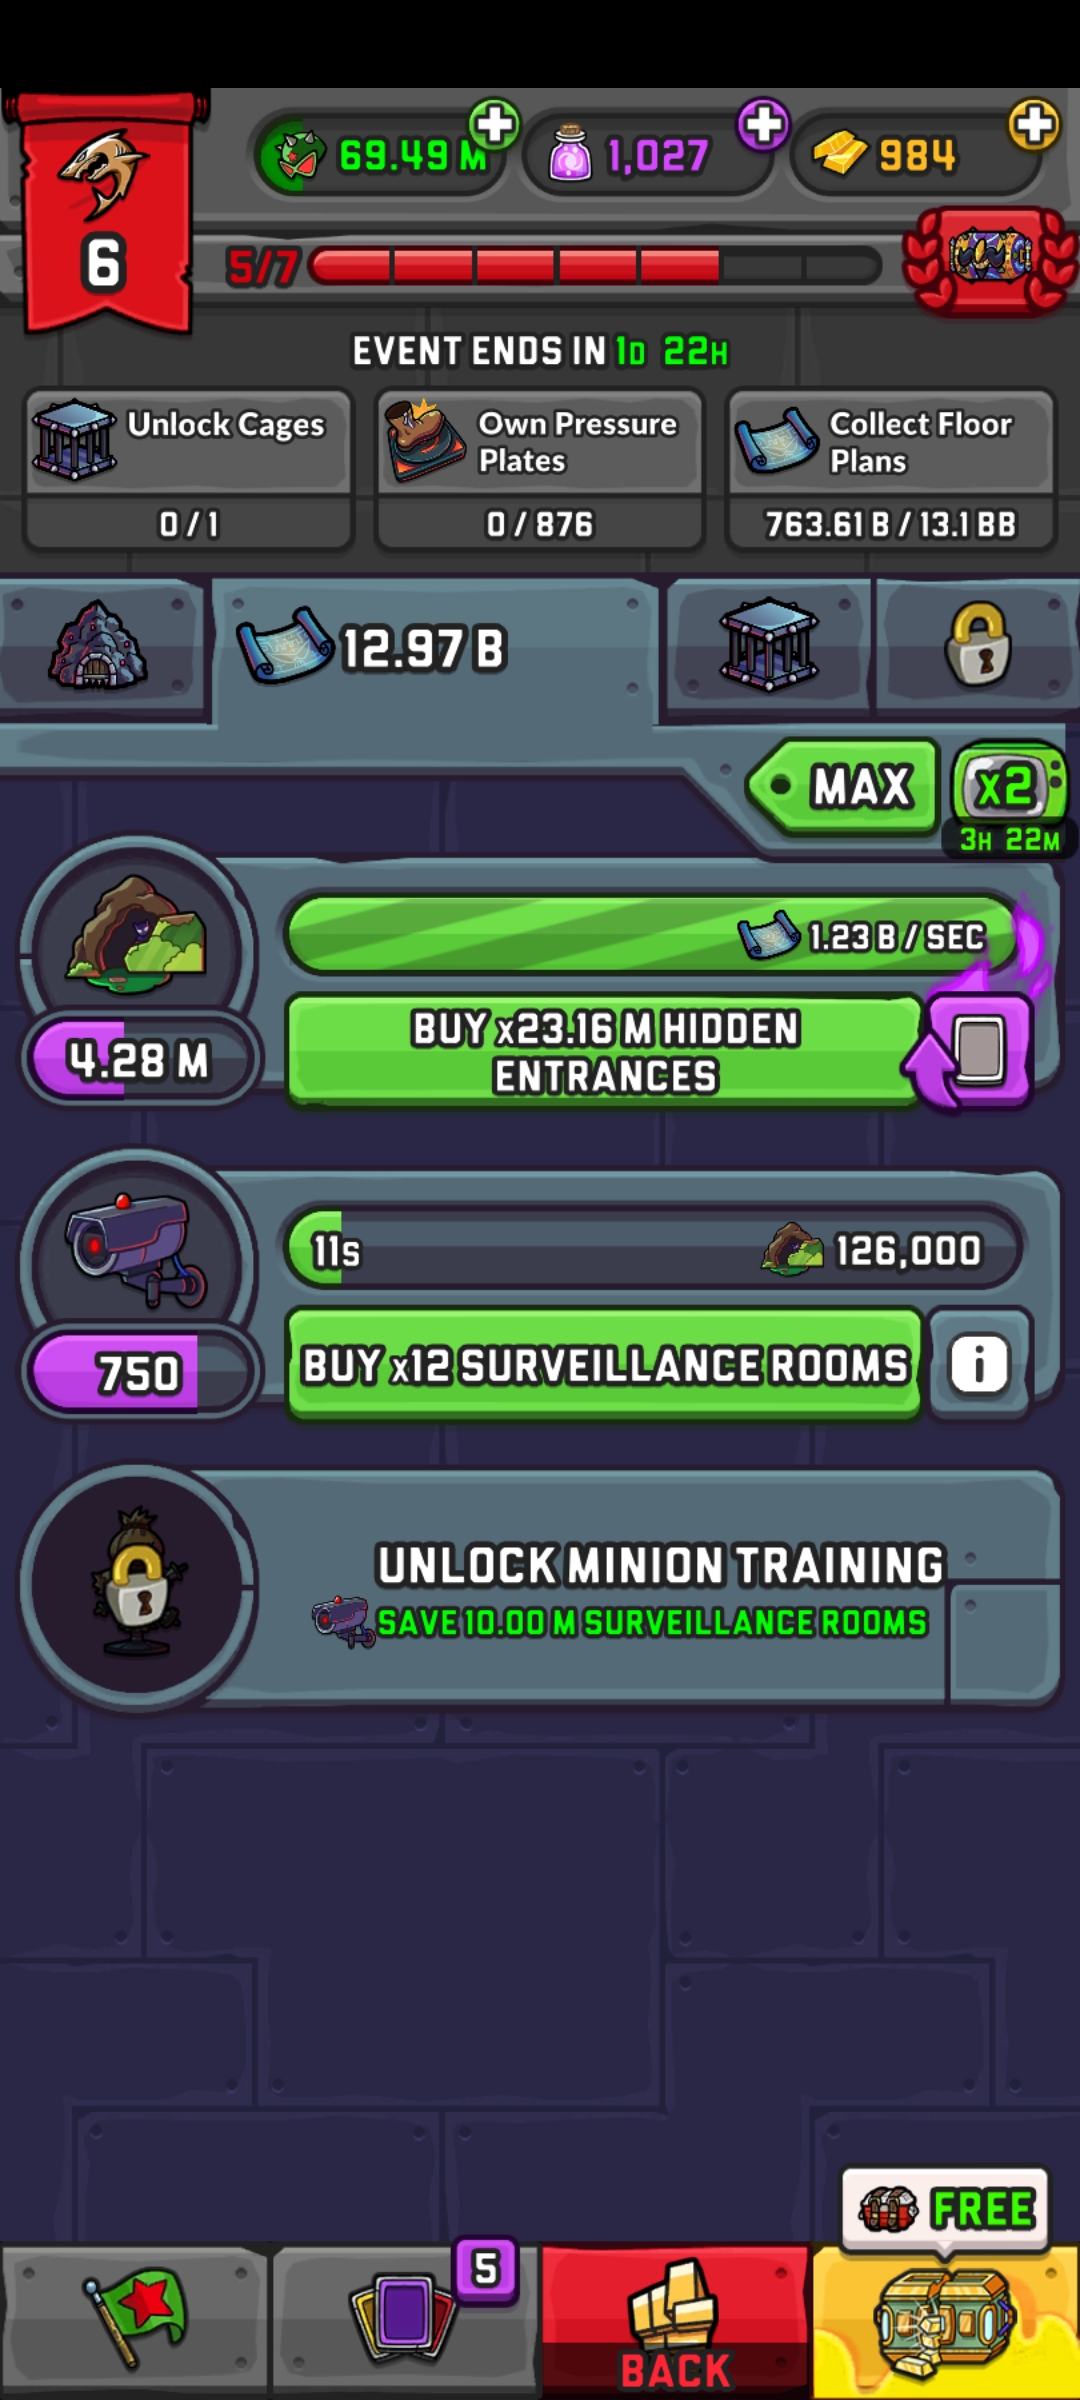 69.49 M
1,027
984
6
5/7
EVENT ENDS IN 1D 22H
Unlock Cages
0 / 1
Own Pressure
Plates
0 / 876
Collect Floor
Plans
763.61 B / 13.1 BB
12.97 B
MAX
x2
3H 22M
1.23 B / SEC
BUY x23.16 M HIDDEN
ENTRANCES
4.28 M
11s
126,000
BUY x12 SURVEILLANCE ROOMS
i
750
UNLOCK MINION TRAINING
SAVE 10.00 M SURVEILLANCE ROOMS
FREE
5
BACK